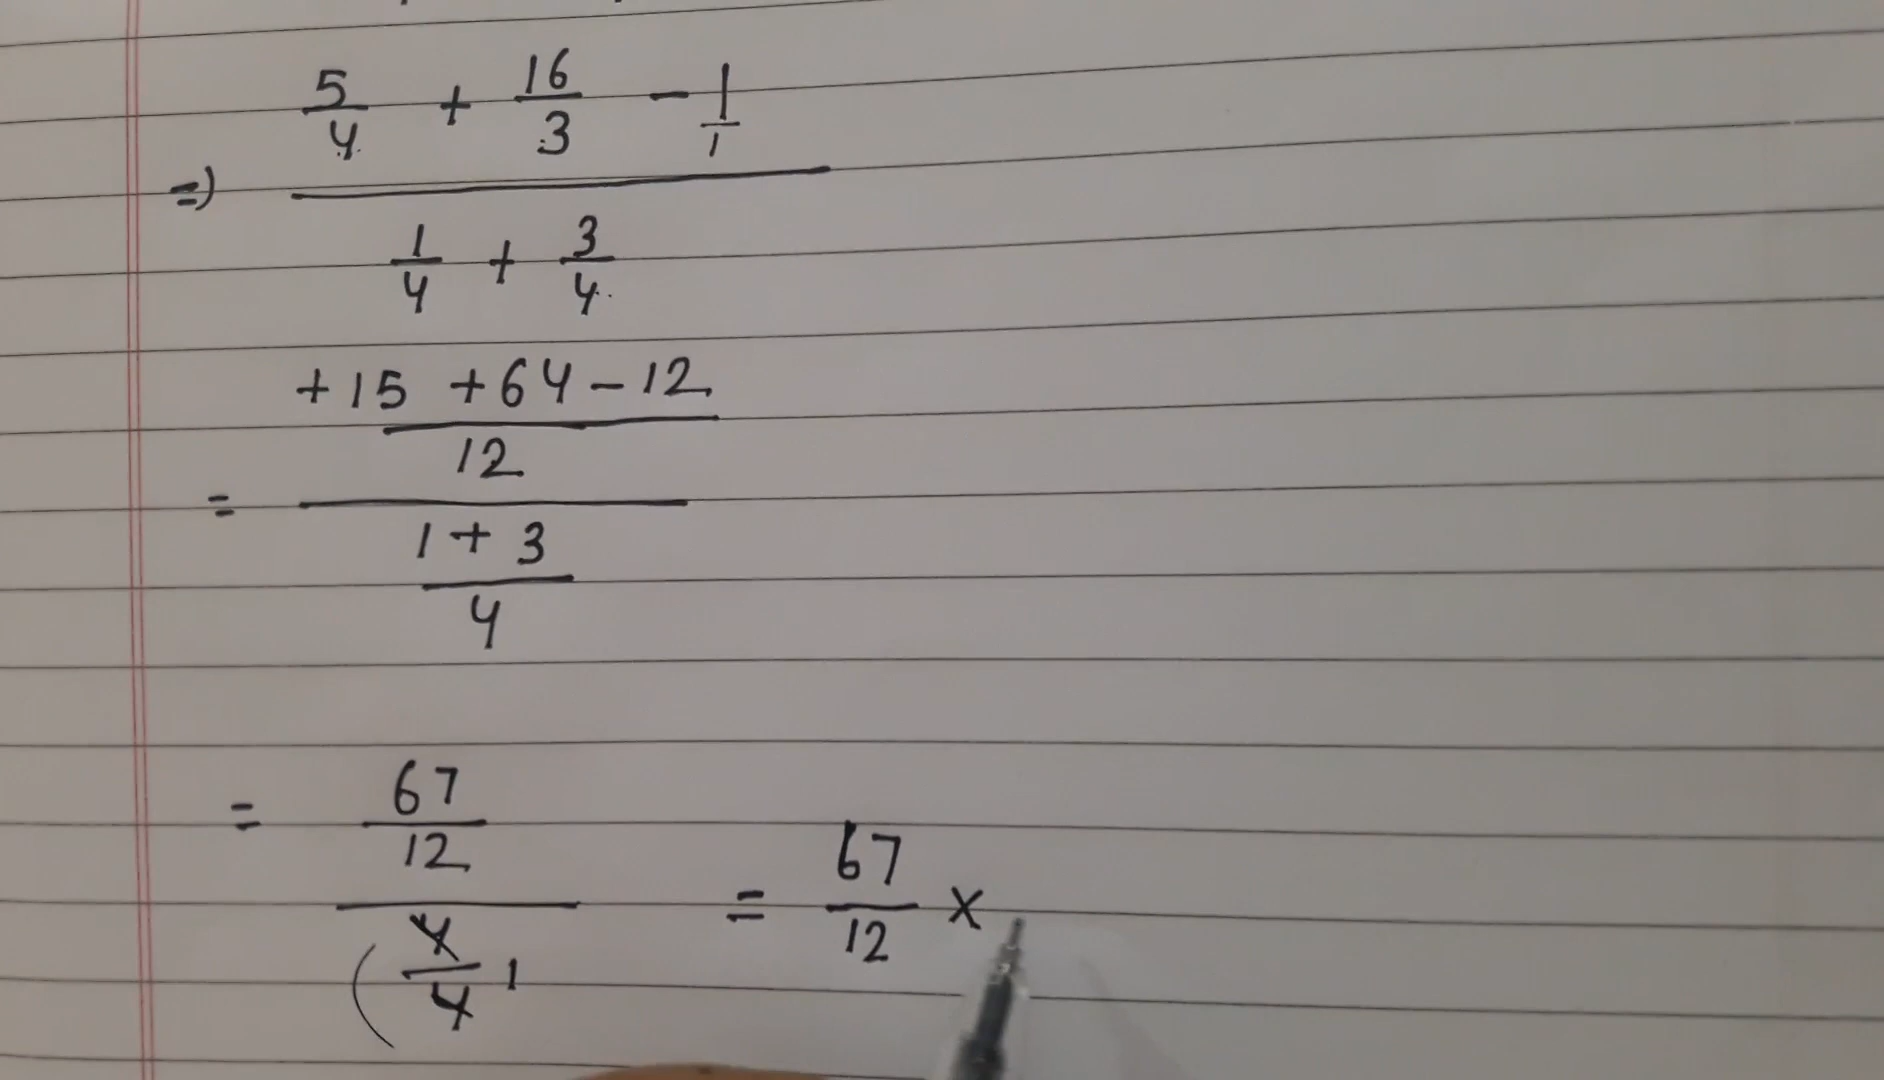 5/4 + 16/3 - 1/1
=)
1/4 + 3/4
+15 +64-12
12
=
1+3
4
= 67/12
(4/4 1
= 67/12 ×